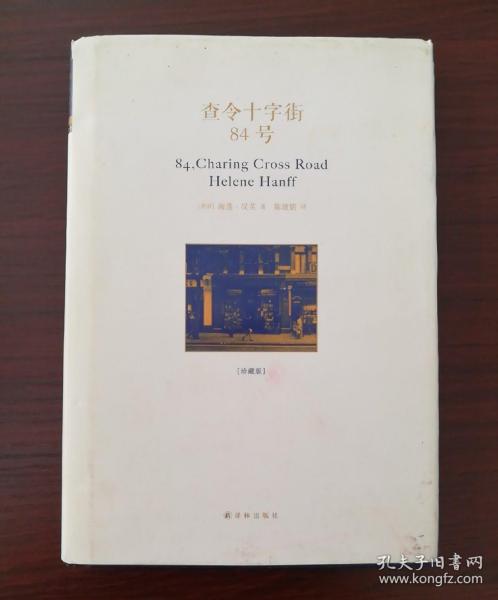 查令十字街
84号
84, Charing Cross Road
Helene Hanff
[美国] 海莲·汉芙 著 陈建铭 译
[珍藏版]
译林出版社
孔夫子旧书网
www.kongfz.com